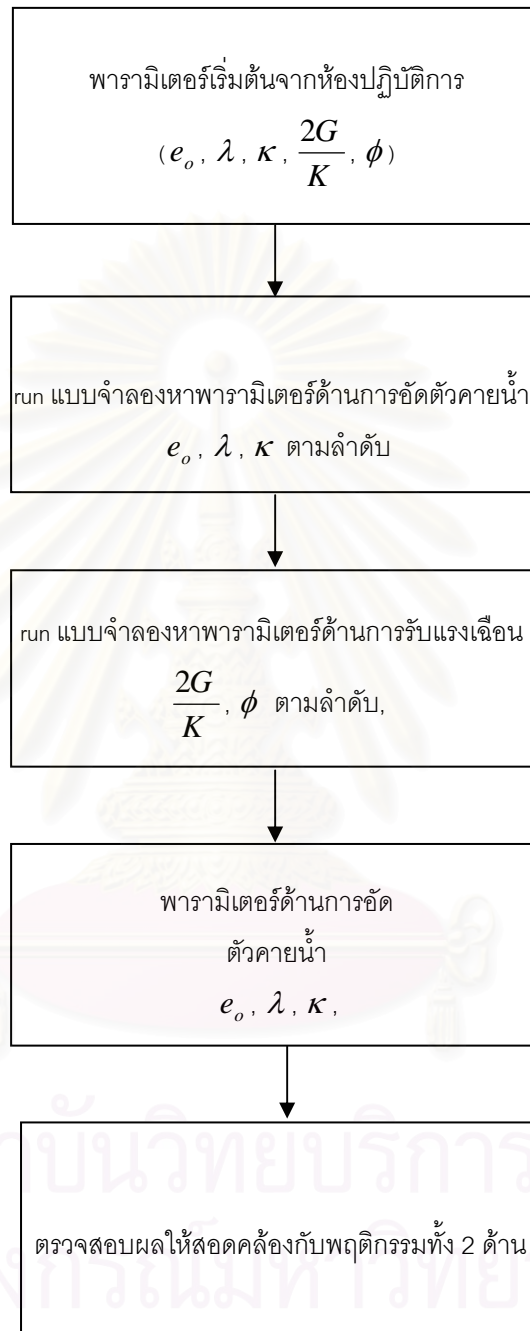 พารามิเตอร์เริ่มต้นจากห้องปฏิบัติการ
(e_o, λ, κ, 2G/K, ϕ)
run แบบจำลองหาพารามิเตอร์ด้านการอัดตัวคายน้ำ
e_o, λ, κ ตามลำดับ
run แบบจำลองหาพารามิเตอร์ด้านการรับแรงเฉือน
2G/K, ϕ ตามลำดับ,
พารามิเตอร์ด้านการอัด
ตัวคายน้ำ
e_o, λ, κ,
ตรวจสอบผลให้สอดคล้องกับพฤติกรรมทั้ง 2 ด้าน